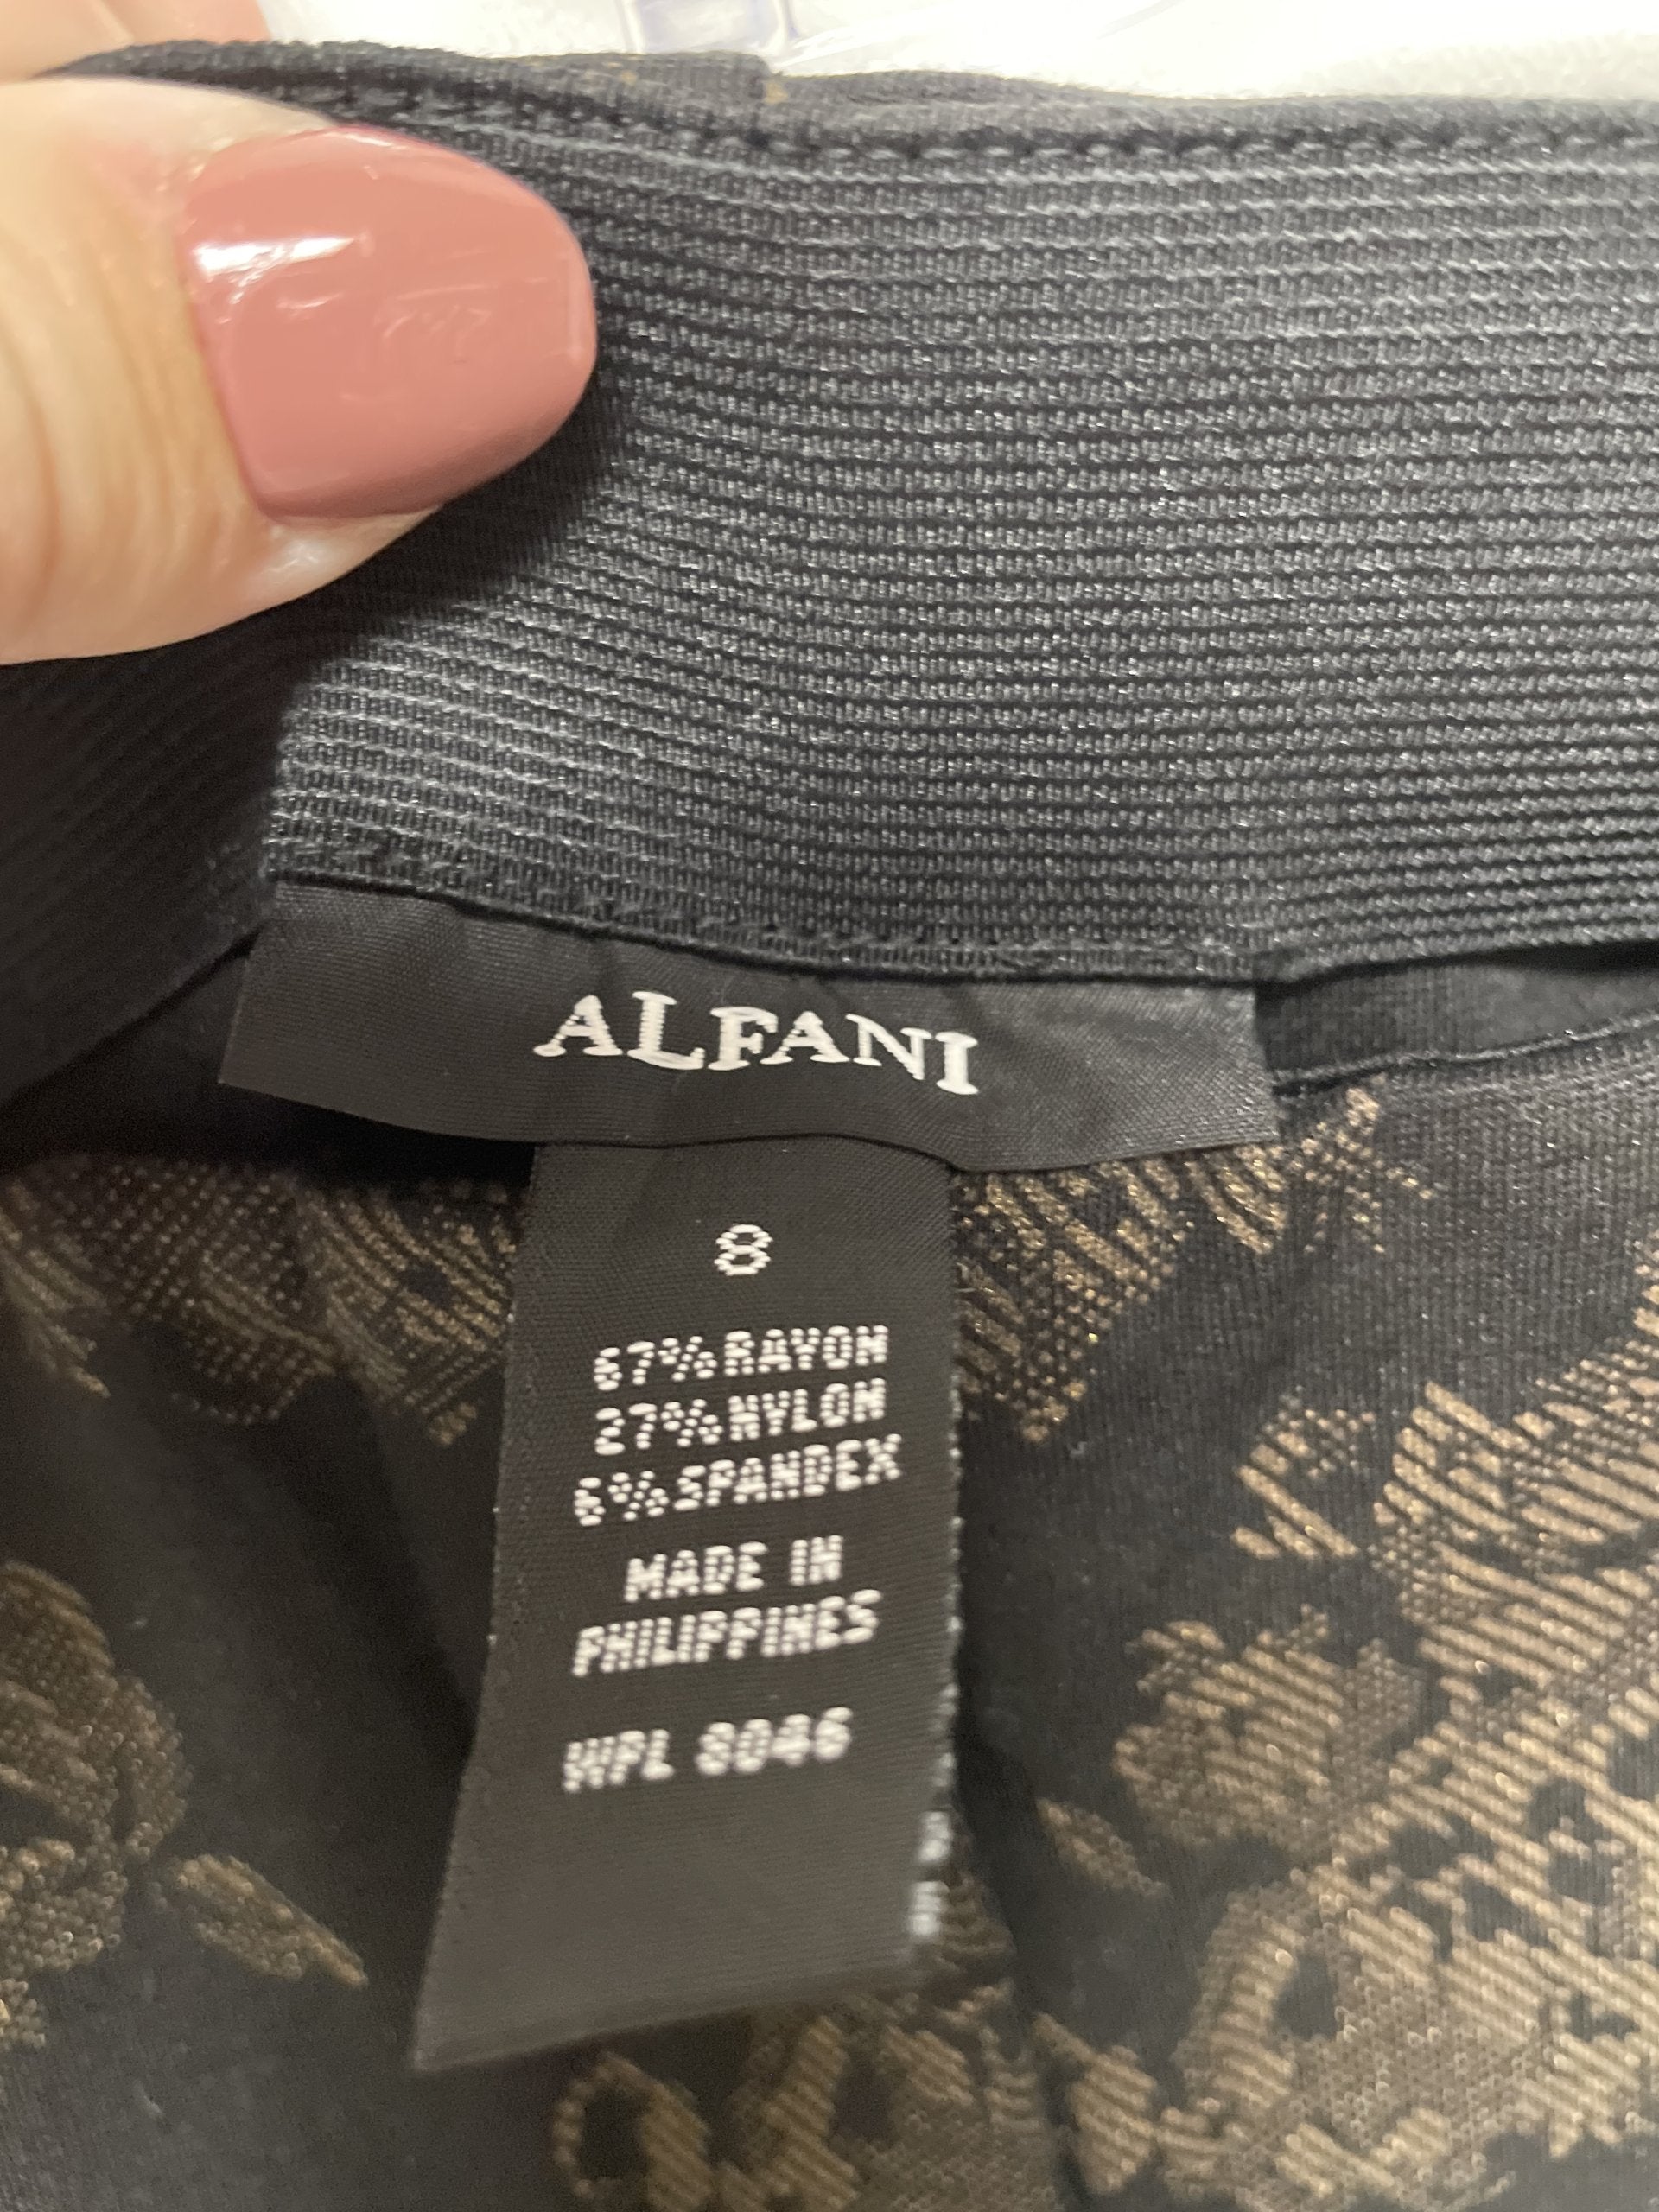 ALFANI
8
67% RAYON
27% NYLON
6% SPANDEX
MADE IN
PHILIPPINES
WPL 8046